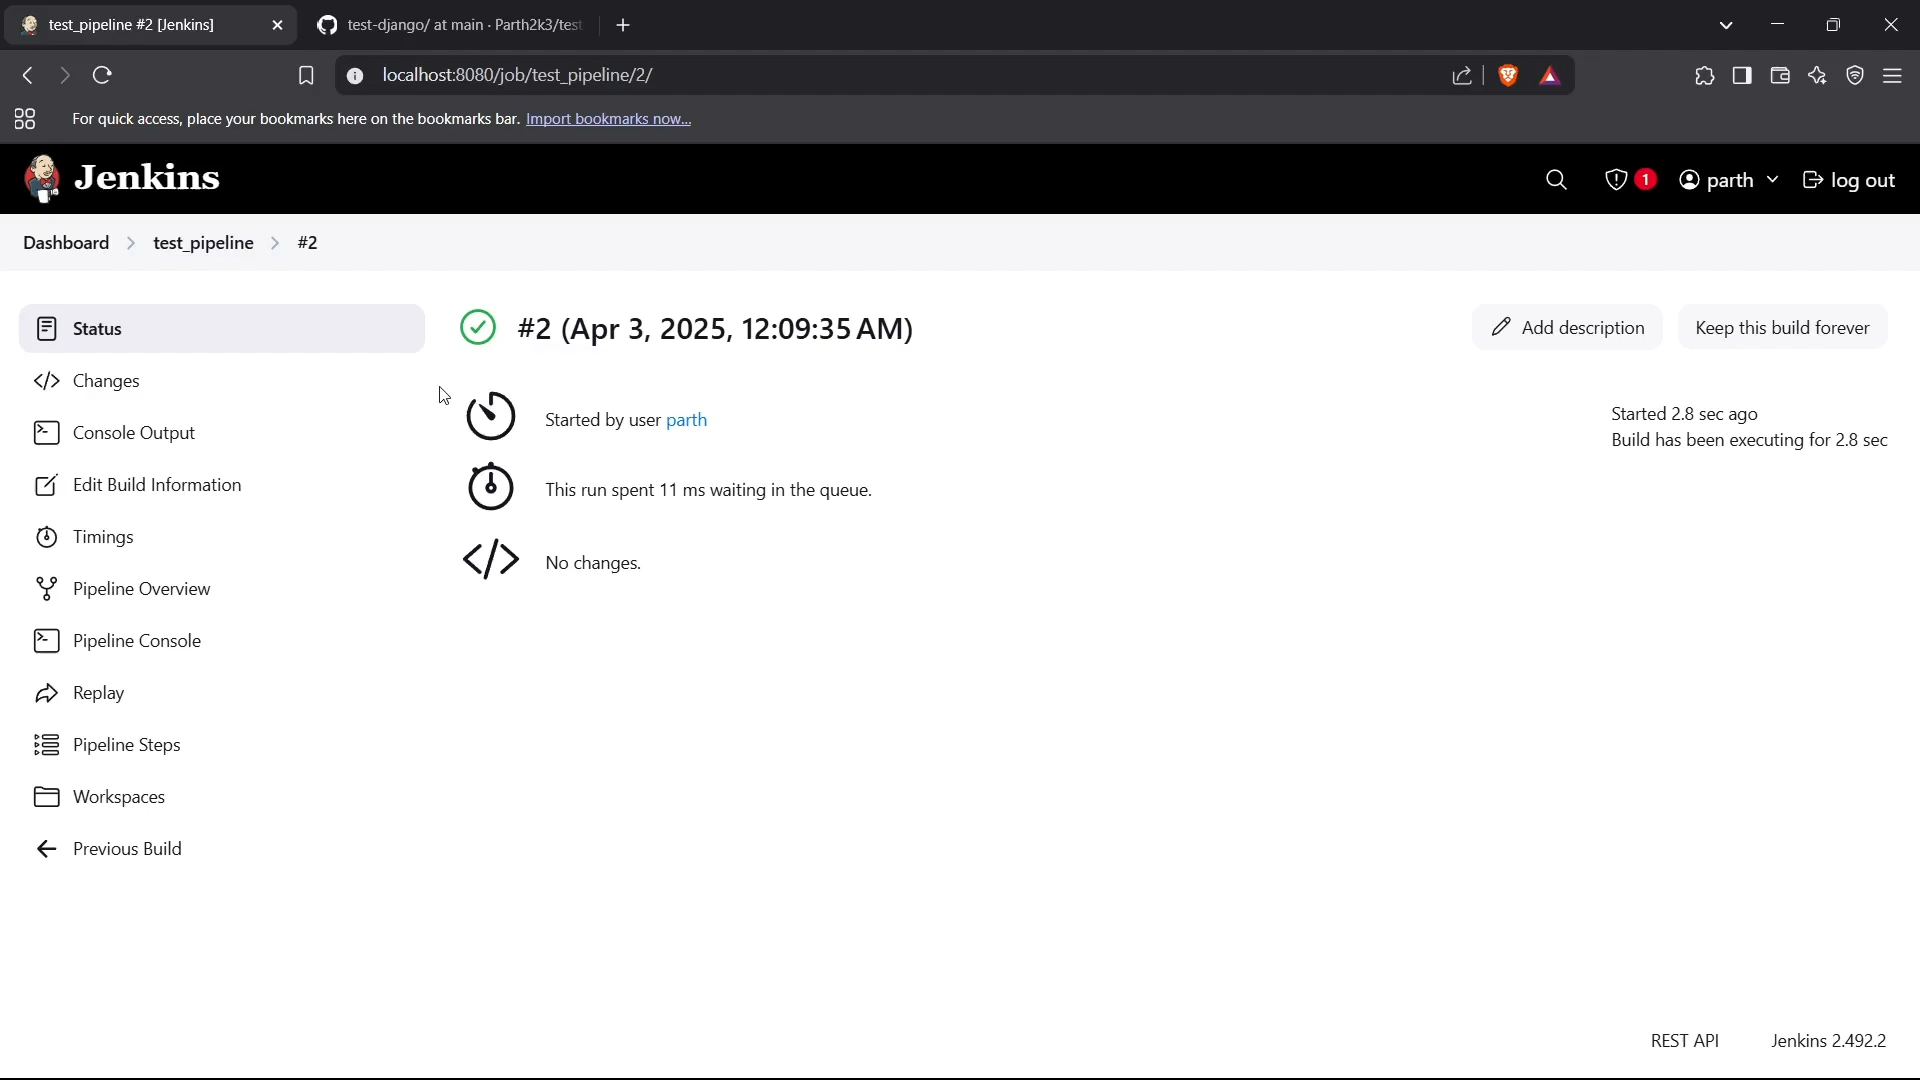 test_pipeline #2 [Jenkins]
test-django/ at main · Parth2k3/test
localhost:8080/job/test_pipeline/2/
For quick access, place your bookmarks here on the bookmarks bar. Import bookmarks now...
Jenkins
1
parth
log out
Dashboard
test_pipeline
#2
Status
Changes
Console Output
Edit Build Information
Timings
Pipeline Overview
Pipeline Console
Replay
Pipeline Steps
Workspaces
Previous Build
#2 (Apr 3, 2025, 12:09:35 AM)
Add description
Keep this build forever
Started by user parth
Started 2.8 sec ago
Build has been executing for 2.8 sec
This run spent 11 ms waiting in the queue.
No changes.
REST API
Jenkins 2.492.2